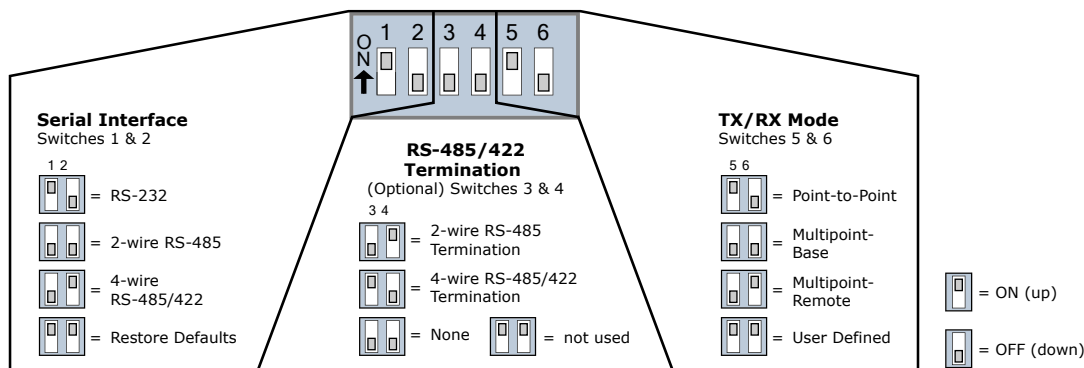 ON
1 2 3 4 5 6
Serial Interface
Switches 1 & 2
1 2
= RS-232
= 2-wire RS-485
= 4-wire
RS-485/422
= Restore Defaults
RS-485/422
Termination
(Optional) Switches 3 & 4
3 4
= 2-wire RS-485
Termination
= 4-wire RS-485/422
Termination
= None
= not used
TX/RX Mode
Switches 5 & 6
5 6
= Point-to-Point
= Multipoint-
Base
= Multipoint-
Remote
= User Defined
= ON (up)
= OFF (down)